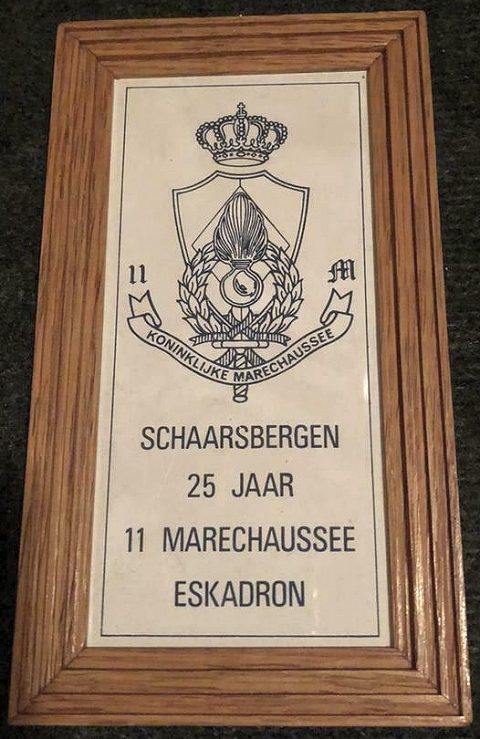 11 M
KONINKLIJKE MARECHAUSSEE
SCHAARSBERGEN
25 JAAR
11 MARECHAUSSEE
ESKADRON